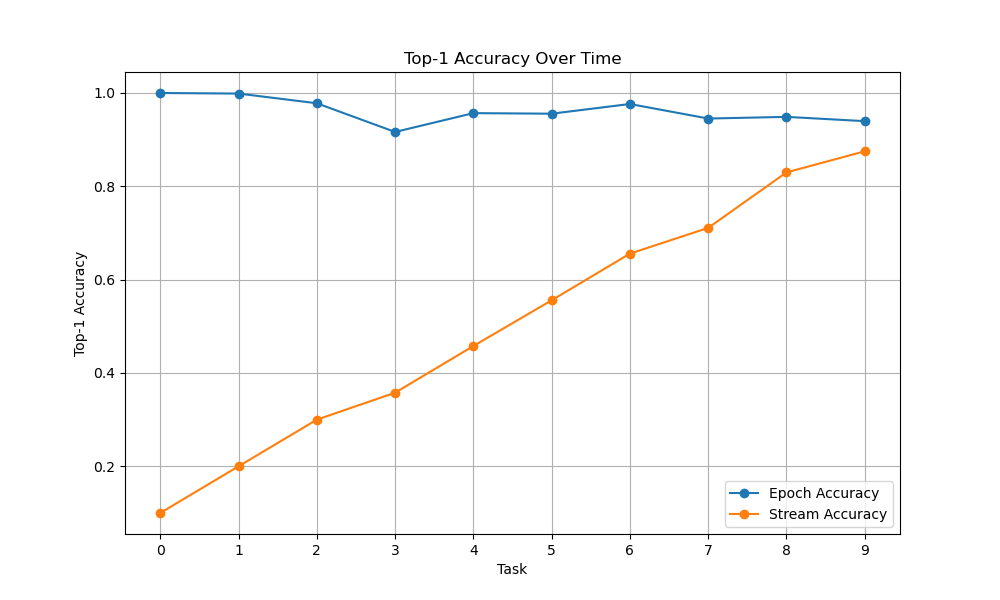 Top-1 Accuracy Over Time
Top-1 Accuracy
1.0
0.8
0.6
0.4
0.2
0 1 2 3 4 5 6 7 8 9
Task
Epoch Accuracy
Stream Accuracy